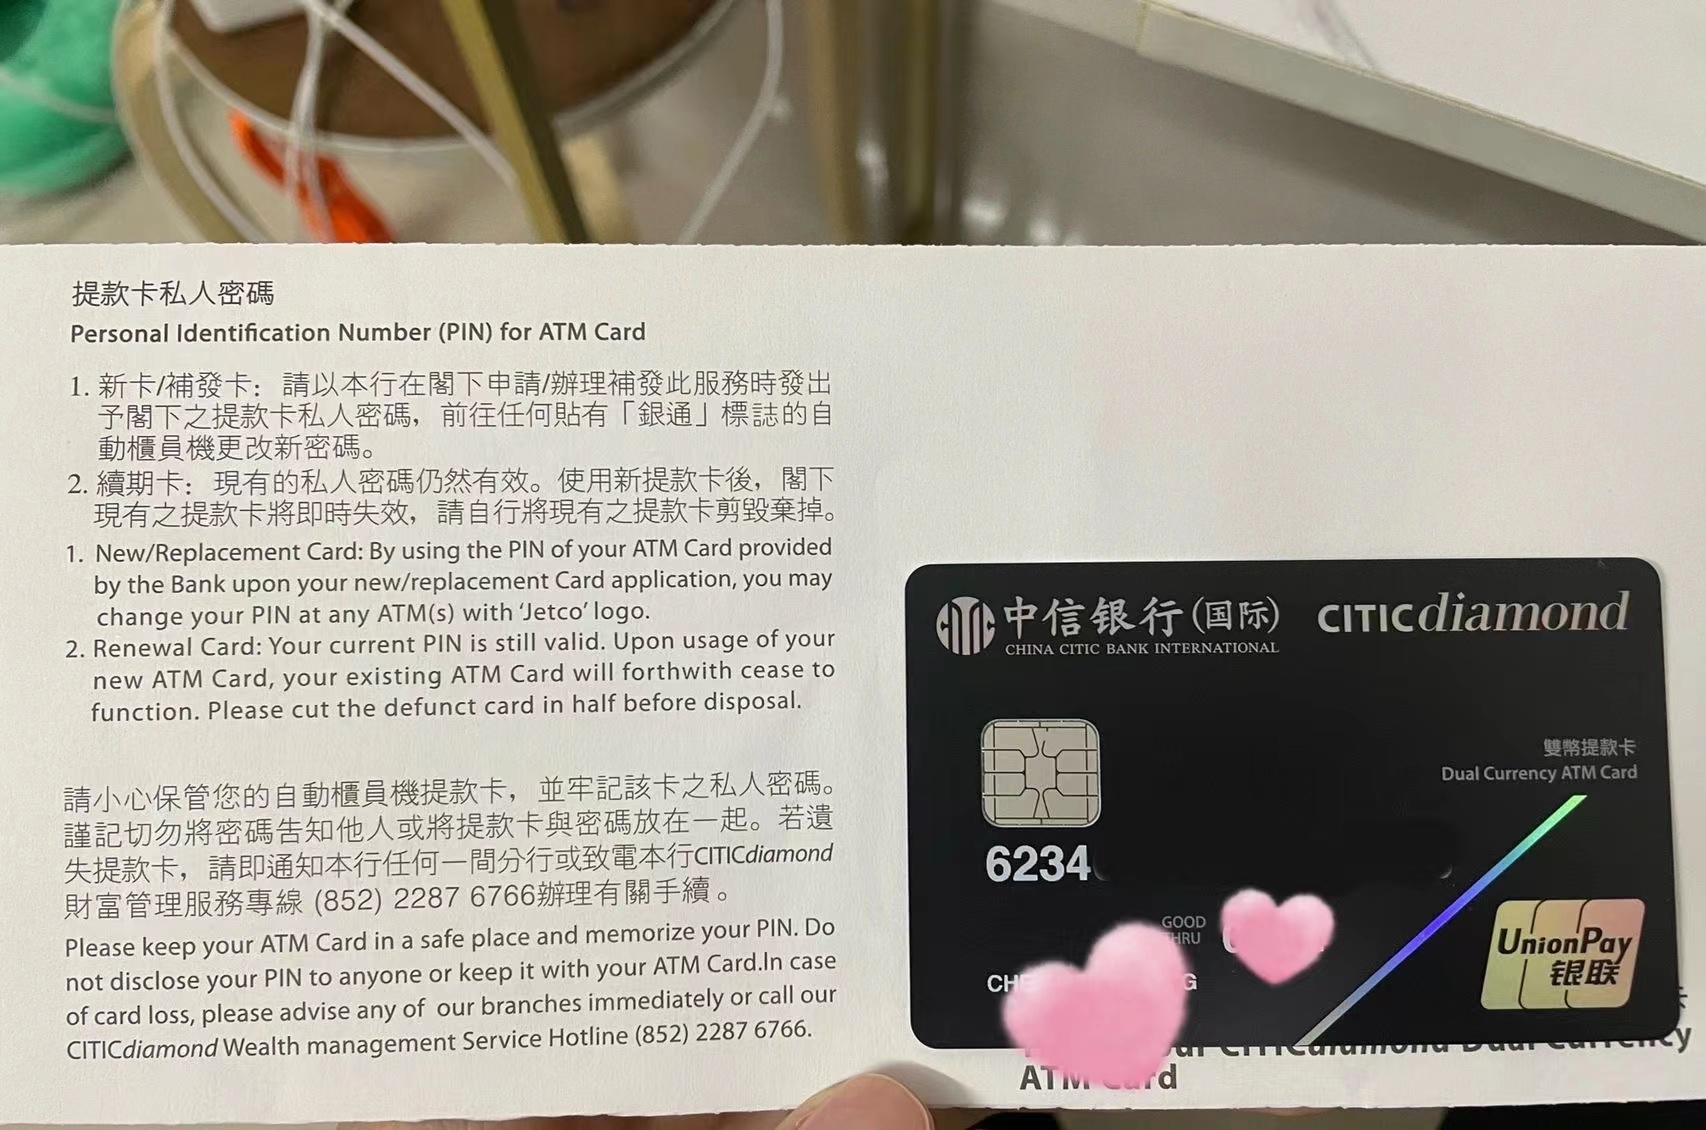 提款卡私人密碼
Personal Identification Number (PIN) for ATM Card
1. 新卡/補發卡：請以本行在閣下申請/辦理補發此服務時發出
予閣下之提款卡私人密碼，前往任何貼有「銀通」標誌的自
動櫃員機更改新密碼。
2. 續期卡：現有的私人密碼仍然有效。使用新提款卡後，閣下
現有之提款卡將即時失效，請自行將現有之提款卡剪毀棄掉。
1. New/Replacement Card: By using the PIN of your ATM Card provided
by the Bank upon your new/replacement Card application, you may
change your PIN at any ATM(s) with ‘Jetco’ logo.
2. Renewal Card: Your current PIN is still valid. Upon usage of your
new ATM Card, your existing ATM Card will forthwith cease to
function. Please cut the defunct card in half before disposal.
請小心保管您的自動櫃員機提款卡，並牢記該卡之私人密碼。
謹記切勿將密碼告知他人或將提款卡與密碼放在一起。若遺
失提款卡，請即通知本行任何一間分行或致電本行CITICdiamond
財富管理服務專線 (852) 2287 6766辦理有關手續。
Please keep your ATM Card in a safe place and memorize your PIN. Do
not disclose your PIN to anyone or keep it with your ATM Card.In case
of card loss, please advise any of our branches immediately or call our
CITICdiamond Wealth management Service Hotline (852) 2287 6766.
中信银行(国际) CITICdiamond
CHINA CITIC BANK INTERNATIONAL
雙幣提款卡
Dual Currency ATM Card
6234
GOOD
THRU
UnionPay
银联
CITICdiamond Dual Currency
ATM Card